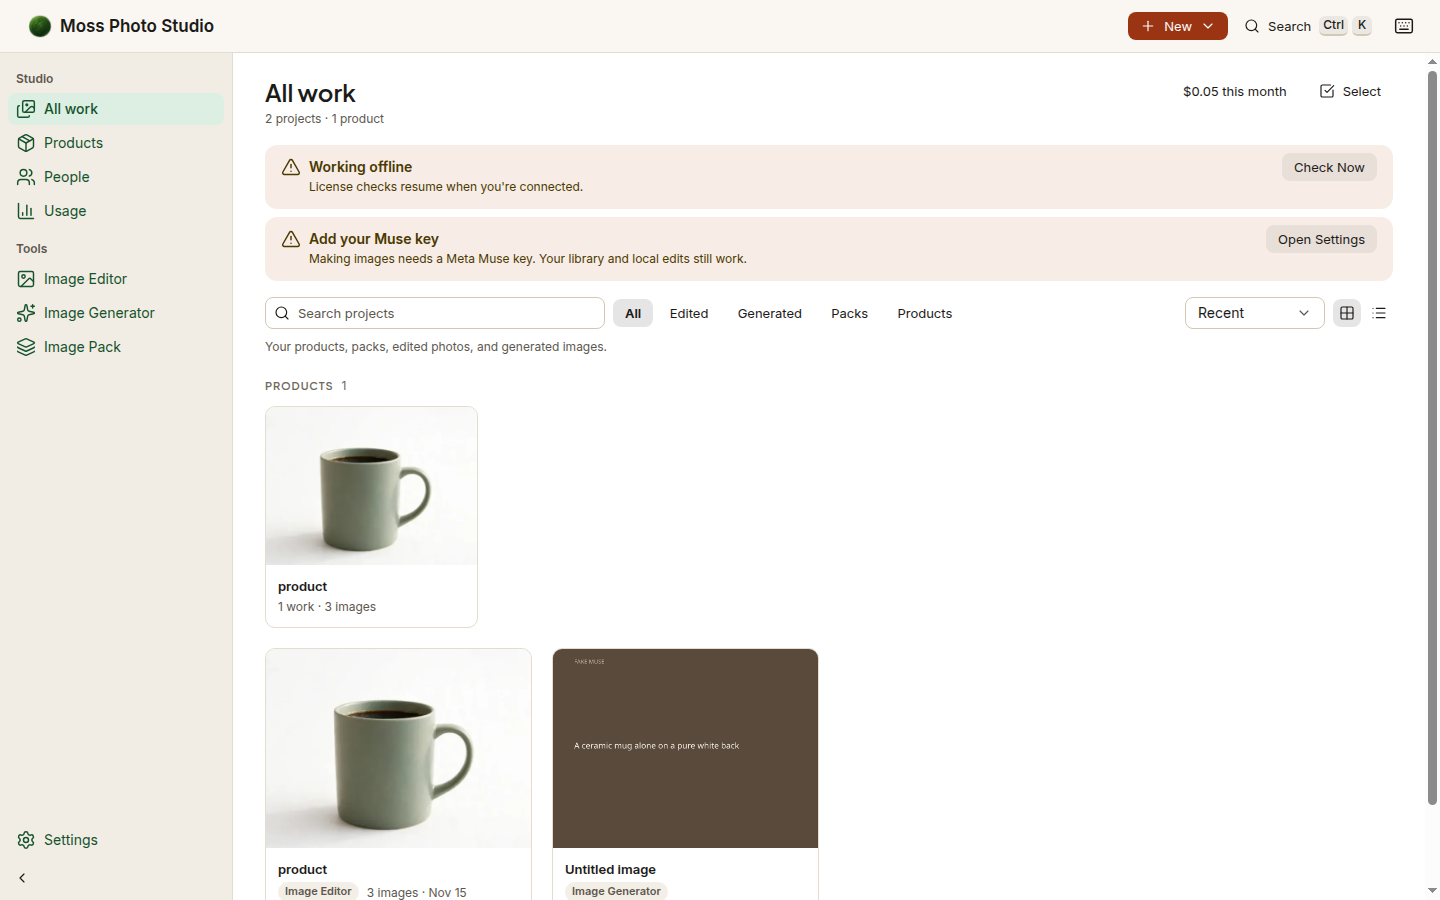 Moss Photo Studio
New
Search Ctrl K
Studio
All work
Products
People
Usage
Tools
Image Editor
Image Generator
Image Pack
Settings
All work
2 projects · 1 product
$0.05 this month
Select
Working offline
License checks resume when you're connected.
Check Now
Add your Muse key
Making images needs a Meta Muse key. Your library and local edits still work.
Open Settings
Search projects
All
Edited
Generated
Packs
Products
Recent
Your products, packs, edited photos, and generated images.
PRODUCTS 1
product
1 work · 3 images
FAKE MUSE
A ceramic mug alone on a pure white back
product
Image Editor 3 images · Nov 15
Untitled image
Image Generator